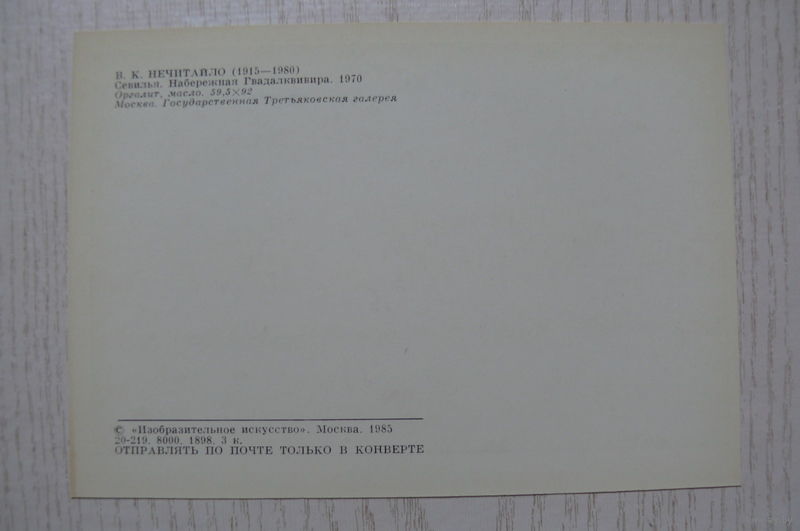 В. К. НЕЧИТАЙЛО (1915—1980)
Севилья. Набережная Гвадалквивира. 1970
Оргалит, масло. 59,5×92
Москва. Государственная Третьяковская галерея
© «Изобразительное искусство». Москва. 1985
20-219. 8000. 1898. 3 к.
ОТПРАВЛЯТЬ ПО ПОЧТЕ ТОЛЬКО В КОНВЕРТЕ